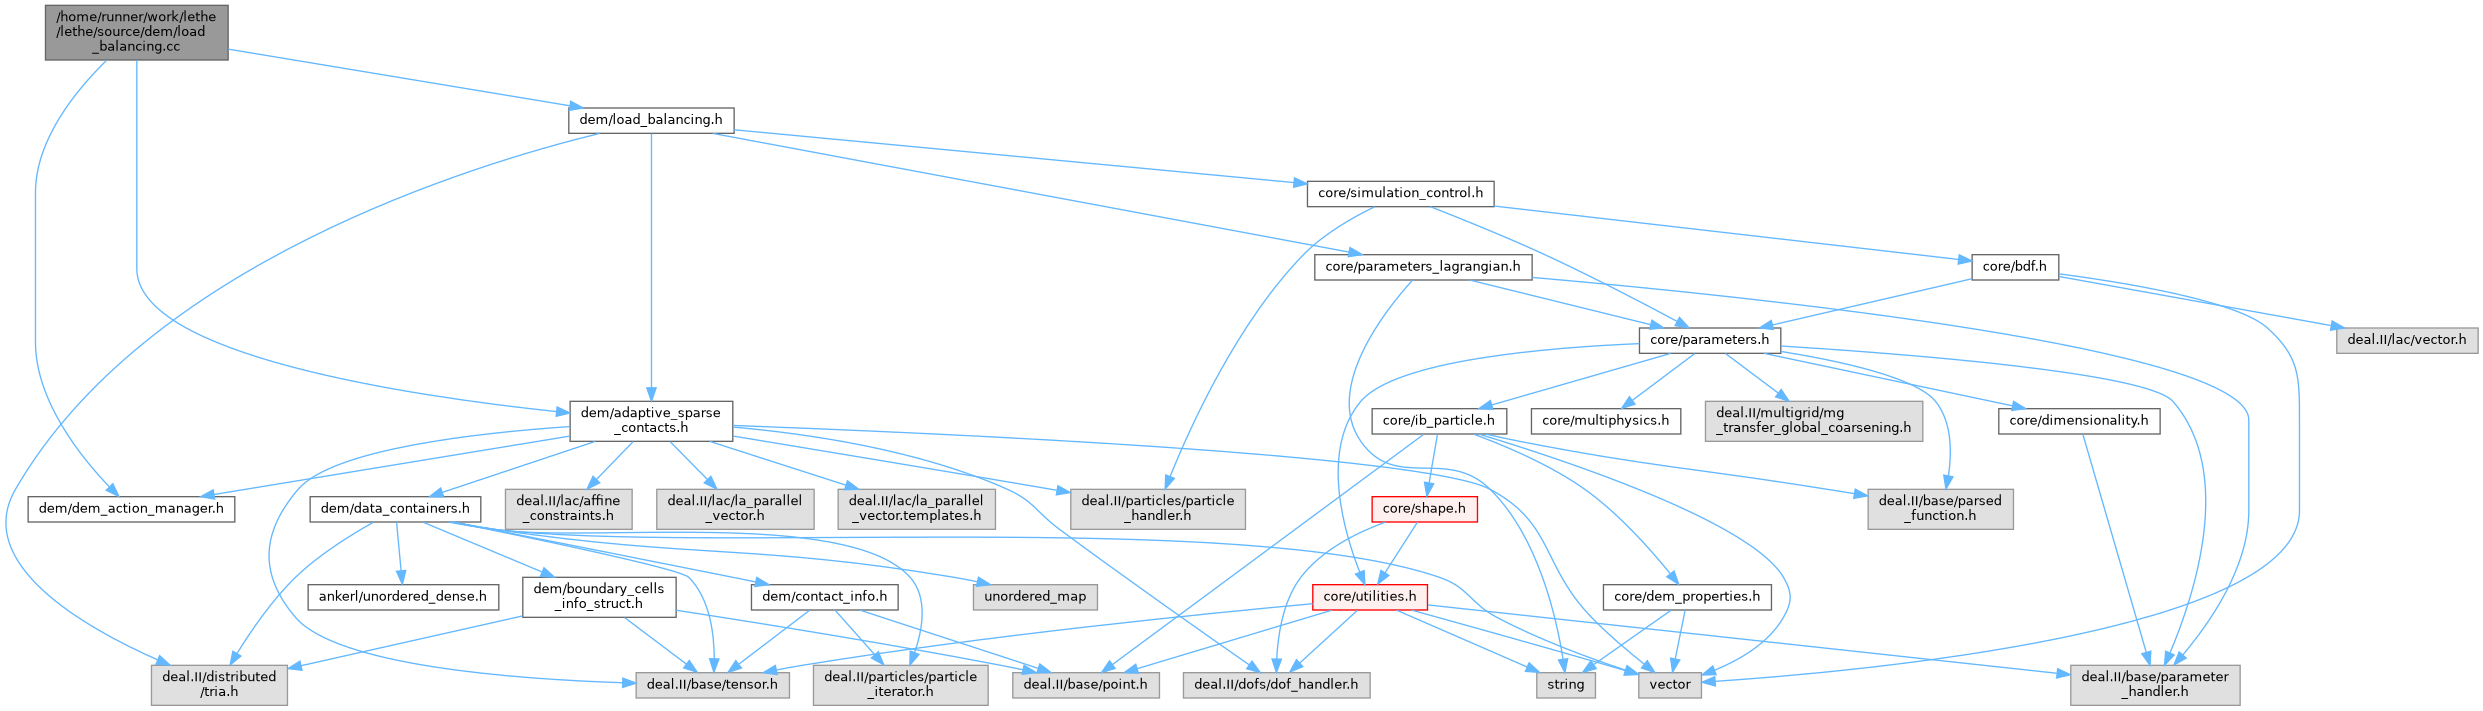 /home/runner/work/lethe
/lethe/source/dem/load
_balancing.cc
dem/load_balancing.h
core/simulation_control.h
core/parameters_lagrangian.h
core/bdf.h
core/parameters.h
deal.II/lac/vector.h
dem/adaptive_sparse
_contacts.h
core/ib_particle.h
core/multiphysics.h
deal.II/multigrid/mg
_transfer_global_coarsening.h
core/dimensionality.h
dem/dem_action_manager.h
dem/data_containers.h
deal.II/lac/affine
_constraints.h
deal.II/lac/la_parallel
_vector.h
deal.II/lac/la_parallel
_vector.templates.h
deal.II/particles/particle
_handler.h
core/shape.h
deal.II/base/parsed
_function.h
ankerl/unordered_dense.h
dem/boundary_cells
_info_struct.h
dem/contact_info.h
unordered_map
core/utilities.h
core/dem_properties.h
deal.II/distributed
/tria.h
deal.II/base/tensor.h
deal.II/particles/particle
_iterator.h
deal.II/base/point.h
deal.II/dofs/dof_handler.h
string
vector
deal.II/base/parameter
_handler.h